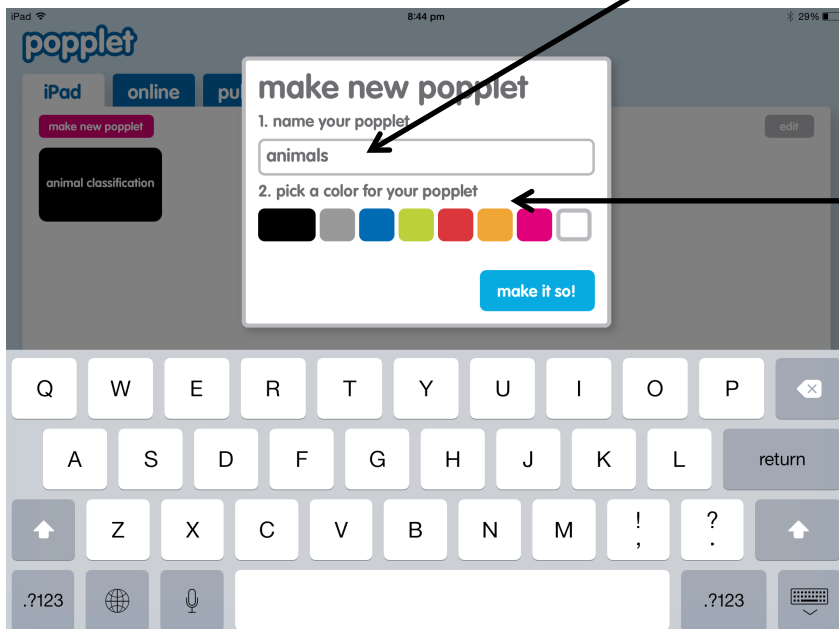 iPad 8:44 pm 29%
popplet
iPad online pu
make new popplet edit
animal classification
make new popplet
1. name your popplet
animals
2. pick a color for your popplet
make it so!
Q W E R T Y U I O P
A S D F G H J K L return
Z X C V B N M ! , ? .
.?123 .?123